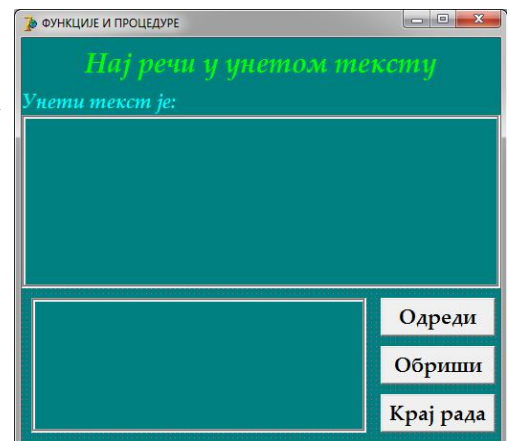 ФУНКЦИЈЕ И ПРОЦЕДУРЕ
Нај речи у унетом тексту
Унети текст је:
Одреди
Обриши
Крај рада